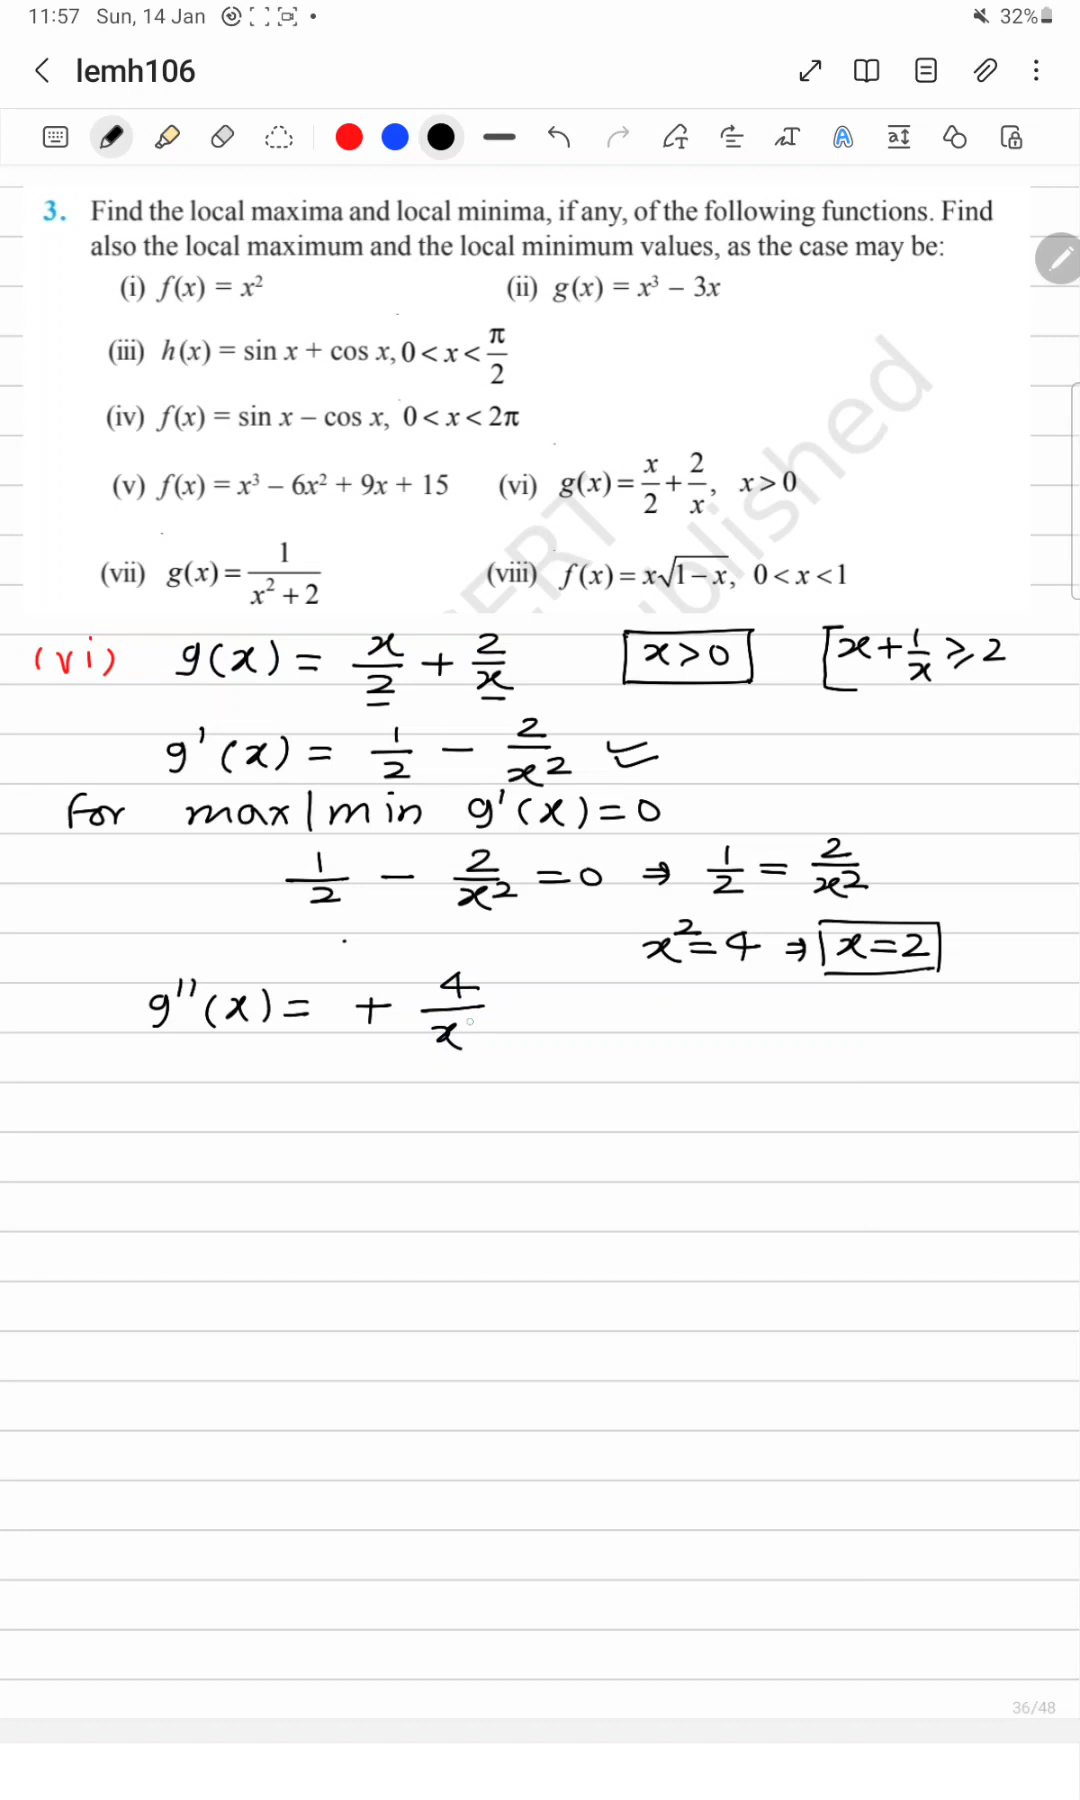 11:57 Sun, 14 Jan 32%
lemh106
3. Find the local maxima and local minima, if any, of the following functions. Find
also the local maximum and the local minimum values, as the case may be:
(i) f(x) = x² (ii) g(x) = x³ – 3x
(iii) h(x) = sin x + cos x, 0 < x < π/2
(iv) f(x) = sin x – cos x, 0 < x < 2π
(v) f(x) = x³ – 6x² + 9x + 15 (vi) g(x) = x/2 + 2/x, x > 0
(vii) g(x) = 1/(x² + 2) (viii) f(x) = x√(1–x), 0 < x < 1
(vi) g(x) = x/2 + 2/x x>0 [x + 1/x ⩾ 2
g'(x) = 1/2 - 2/x²
For max/min g'(x) = 0
1/2 - 2/x² = 0 ⇒ 1/2 = 2/x²
x² = 4 ⇒ x = 2
g''(x) = + 4/x
36/48